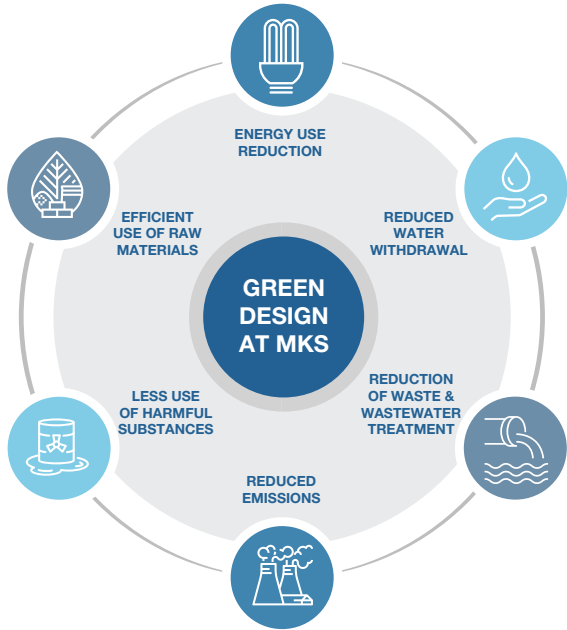 ENERGY USE
REDUCTION
REDUCED
WATER
WITHDRAWAL
REDUCTION
OF WASTE &
WASTEWATER
TREATMENT
REDUCED
EMISSIONS
LESS USE
OF HARMFUL
SUBSTANCES
EFFICIENT
USE OF RAW
MATERIALS
GREEN
DESIGN
AT MKS